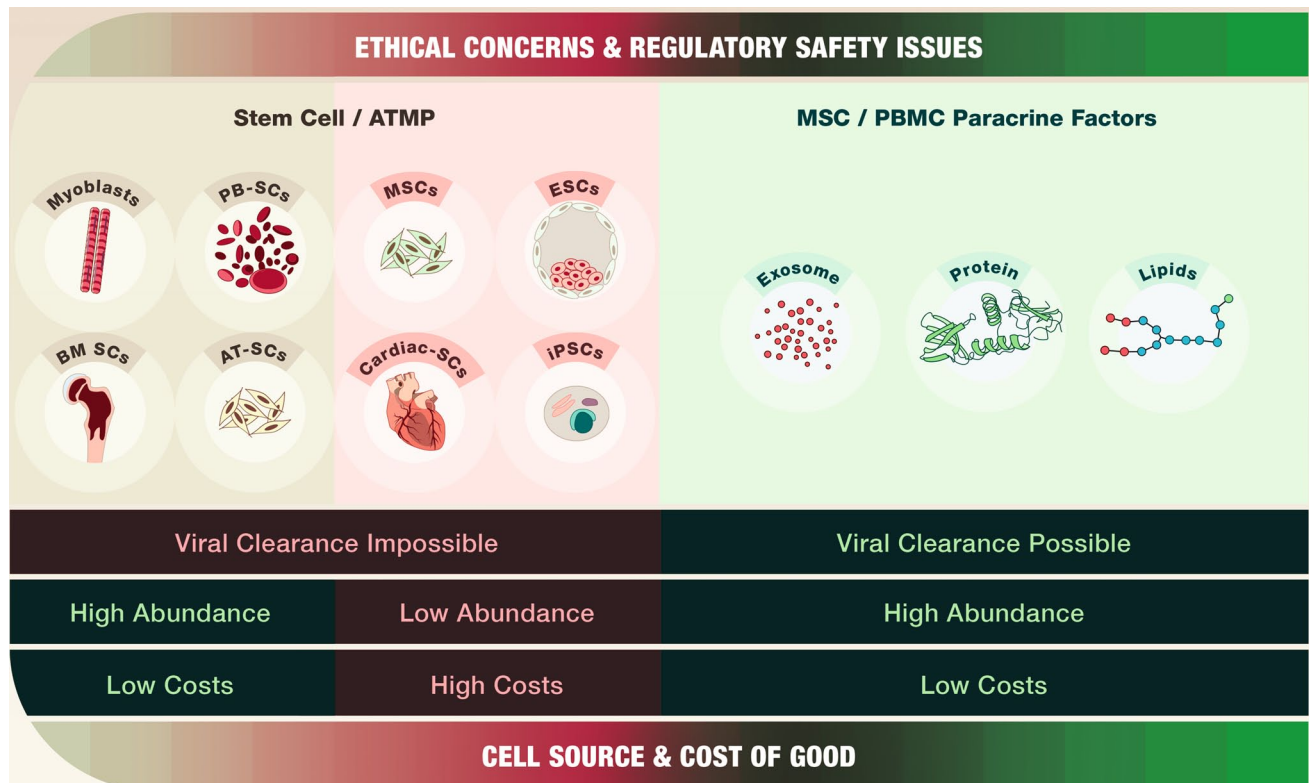 ETHICAL CONCERNS & REGULATORY SAFETY ISSUES
Stem Cell / ATMP
MSC / PBMC Paracrine Factors
Myoblasts
PB-SCs
MSCs
ESCs
Exosome
Protein
Lipids
BM SCs
AT-SCs
Cardiac-SCs
iPSCs
Viral Clearance Impossible
Viral Clearance Possible
High Abundance
Low Abundance
High Abundance
Low Costs
High Costs
Low Costs
CELL SOURCE & COST OF GOOD